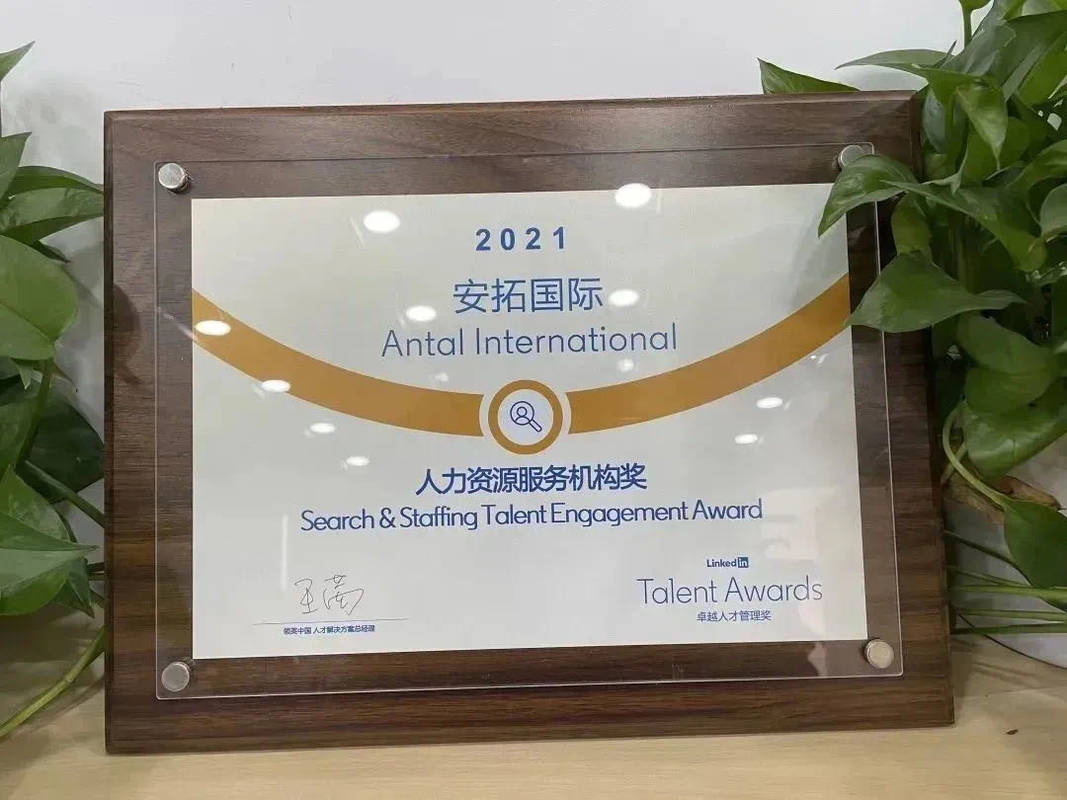 2021
安拓国际
Antal International
人力资源服务机构奖
Search & Staffing Talent Engagement Award
LinkedIn
Talent Awards
卓越人才管理奖
领英中国 人才解决方案总经理